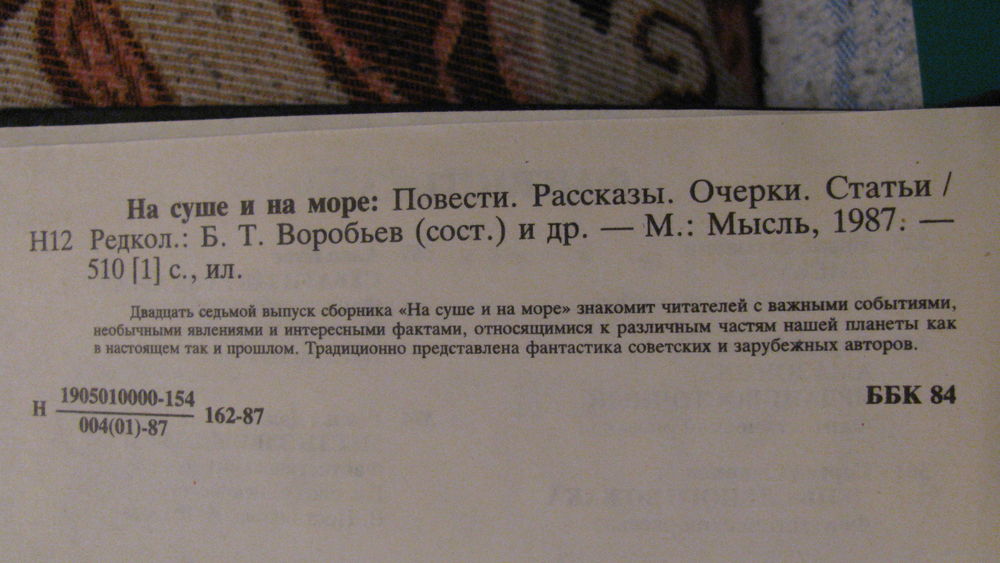 На суше и на море: Повести. Рассказы. Очерки. Статьи /
Н12 Редкол.: Б. Т. Воробьев (сост.) и др. — М.: Мысль, 1987. —
510 [1] с., ил.
Двадцать седьмой выпуск сборника «На суше и на море» знакомит читателей с важными событиями,
необычными явлениями и интересными фактами, относящимися к различным частям нашей планеты как
в настоящем так и прошлом. Традиционно представлена фантастика советских и зарубежных авторов.
Н 1905010000-154 162-87 ББК 84
004(01)-87